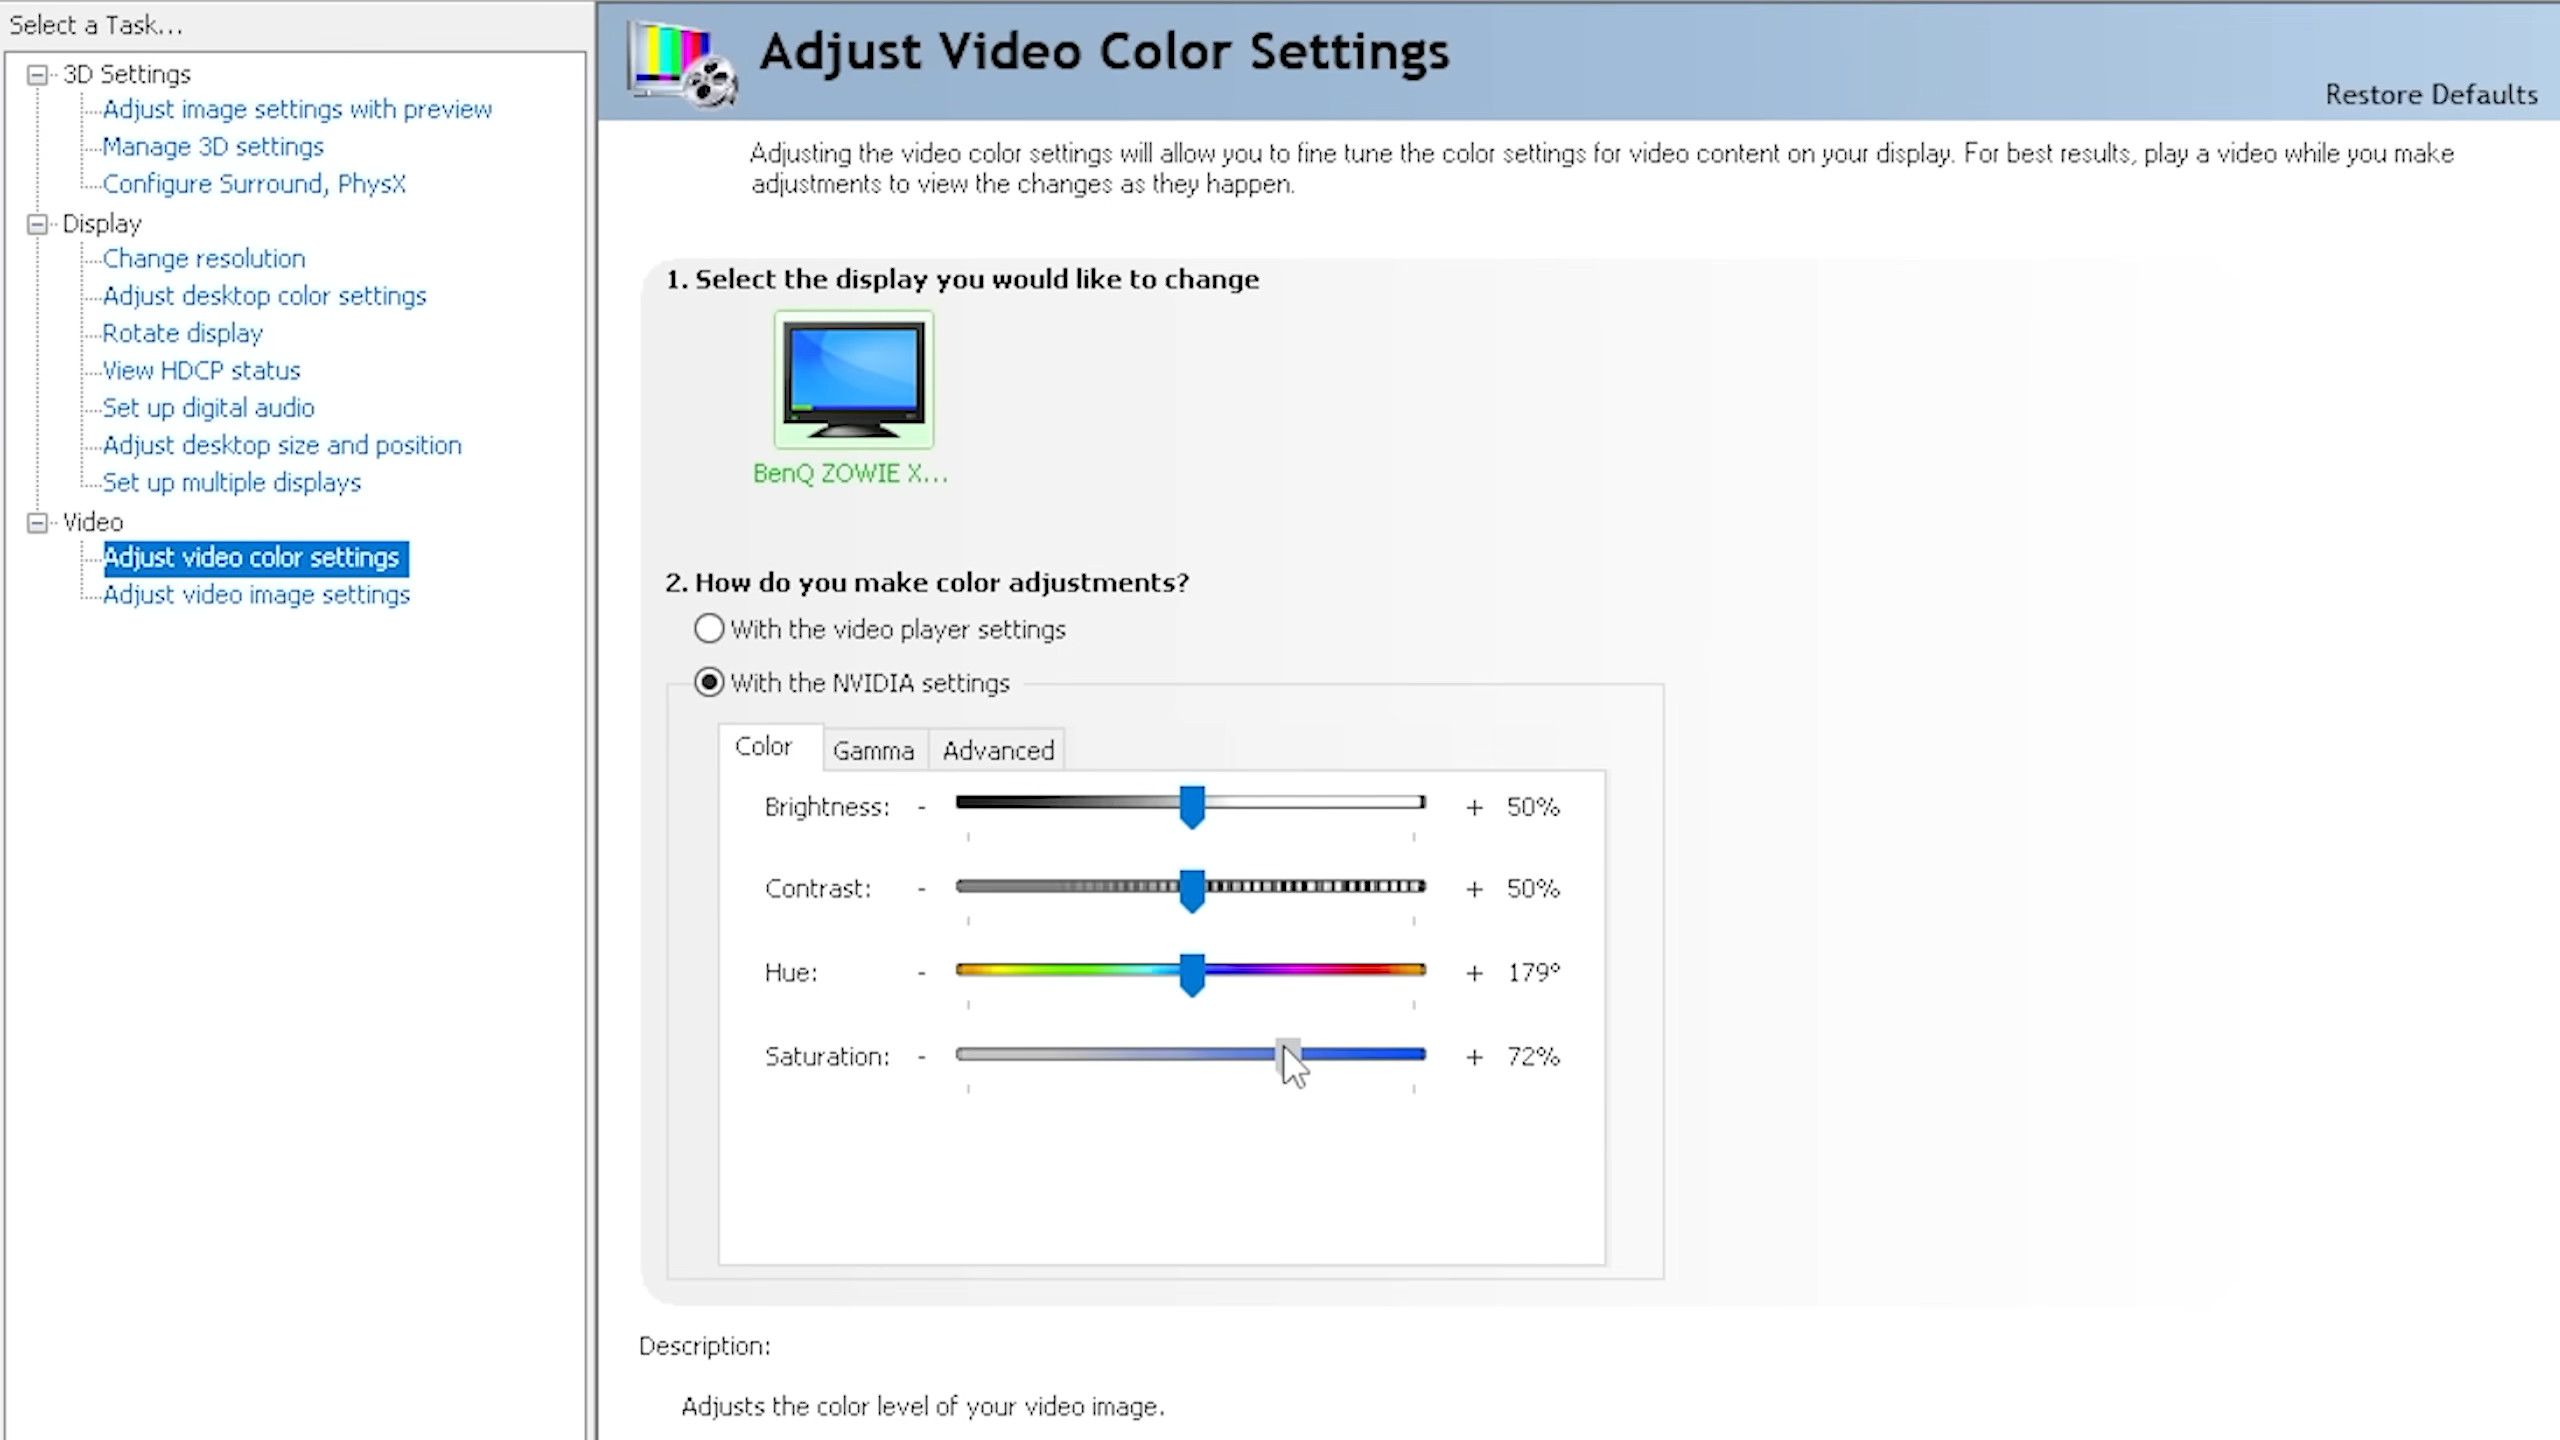 Select a Task...
3D Settings
Adjust image settings with preview
Manage 3D settings
Configure Surround, PhysX
Display
Change resolution
Adjust desktop color settings
Rotate display
View HDCP status
Set up digital audio
Adjust desktop size and position
Set up multiple displays
Video
Adjust video color settings
Adjust video image settings
Adjust Video Color Settings
Restore Defaults
Adjusting the video color settings will allow you to fine tune the color settings for video content on your display. For best results, play a video while you make
adjustments to view the changes as they happen.
1. Select the display you would like to change
BenQ ZOWIE X...
2. How do you make color adjustments?
With the video player settings
With the NVIDIA settings
Color Gamma Advanced
Brightness: - + 50%
Contrast: - + 50%
Hue: - + 179°
Saturation: - + 72%
Description:
Adjusts the color level of your video image.